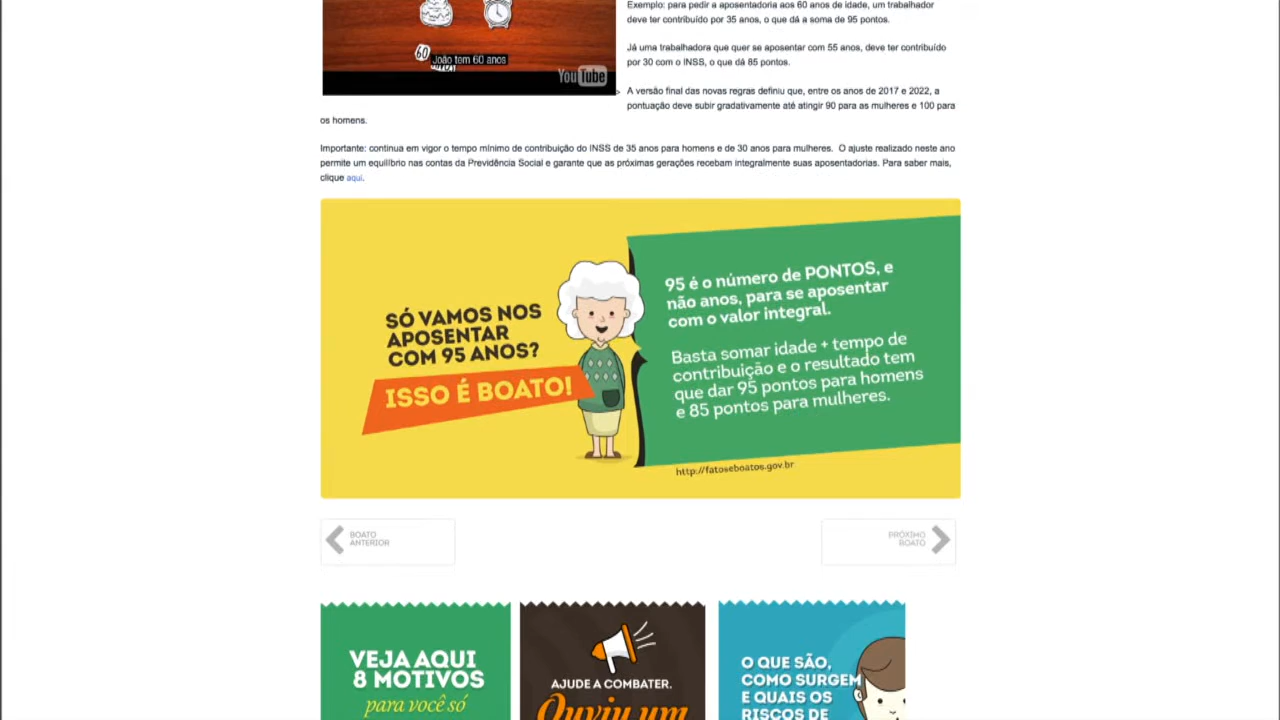 Exemplo: para pedir a aposentadoria aos 60 anos de idade, um trabalhador
deve ter contribuído por 35 anos, o que dá a soma de 95 pontos.
Já uma trabalhadora que quer se aposentar com 55 anos, deve ter contribuído
por 30 com o INSS, o que dá 85 pontos.
60
João tem 60 anos
YouTube
> A versão final das novas regras definiu que, entre os anos de 2017 e 2022, a
pontuação deve subir gradativamente até atingir 90 para as mulheres e 100 para
os homens.
Importante: continua em vigor o tempo mínimo de contribuição do INSS de 35 anos para homens e de 30 anos para mulheres. O ajuste realizado neste ano
permite um equilíbrio nas contas da Previdência Social e garante que as próximas gerações recebam integralmente suas aposentadorias. Para saber mais,
clique aqui.
SÓ VAMOS NOS
APOSENTAR
COM 95 ANOS?
ISSO É BOATO!
95 é o número de PONTOS, e
não anos, para se aposentar
com o valor integral.
Basta somar idade + tempo de
contribuição e o resultado tem
que dar 95 pontos para homens
e 85 pontos para mulheres.
http://fatoseboatos.gov.br
BOATO
ANTERIOR
PRÓXIMO
BOATO
VEJA AQUI
8 MOTIVOS
para você só
AJUDE A COMBATER.
Ouviu um
O QUE SÃO,
COMO SURGEM
E QUAIS OS
RISCOS DE